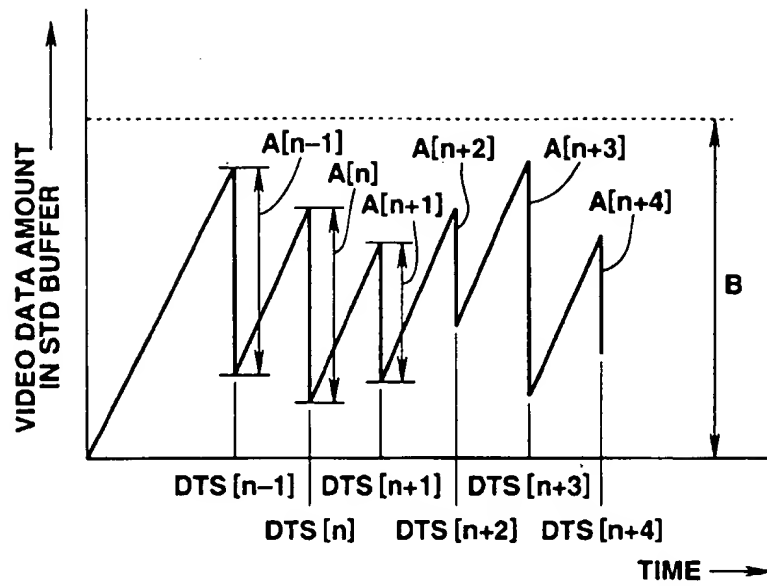 VIDEO DATA AMOUNT
IN STD BUFFER
A[n−1]
A[n]
A[n+1]
A[n+2]
A[n+3]
A[n+4]
B
DTS[n−1]
DTS[n+1]
DTS[n+3]
DTS[n]
DTS[n+2]
DTS[n+4]
TIME